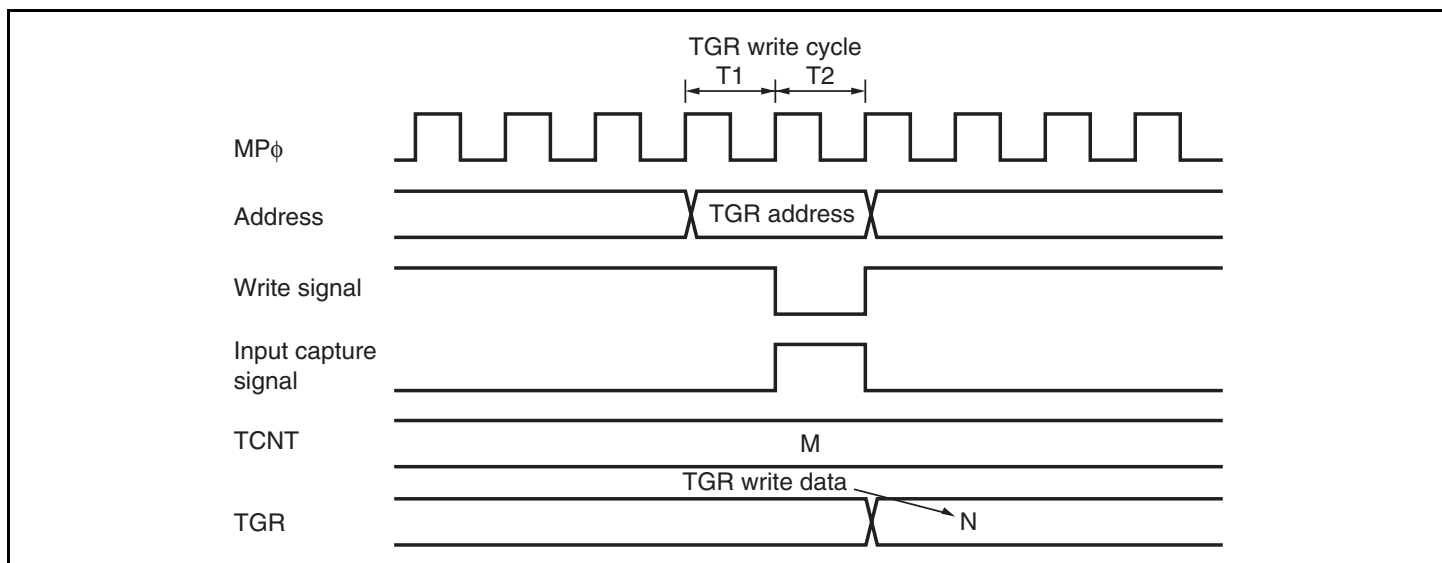 TGR write cycle
T1 T2
MPϕ
Address
TGR address
Write signal
Input capture
signal
TCNT
M
TGR write data
TGR
N